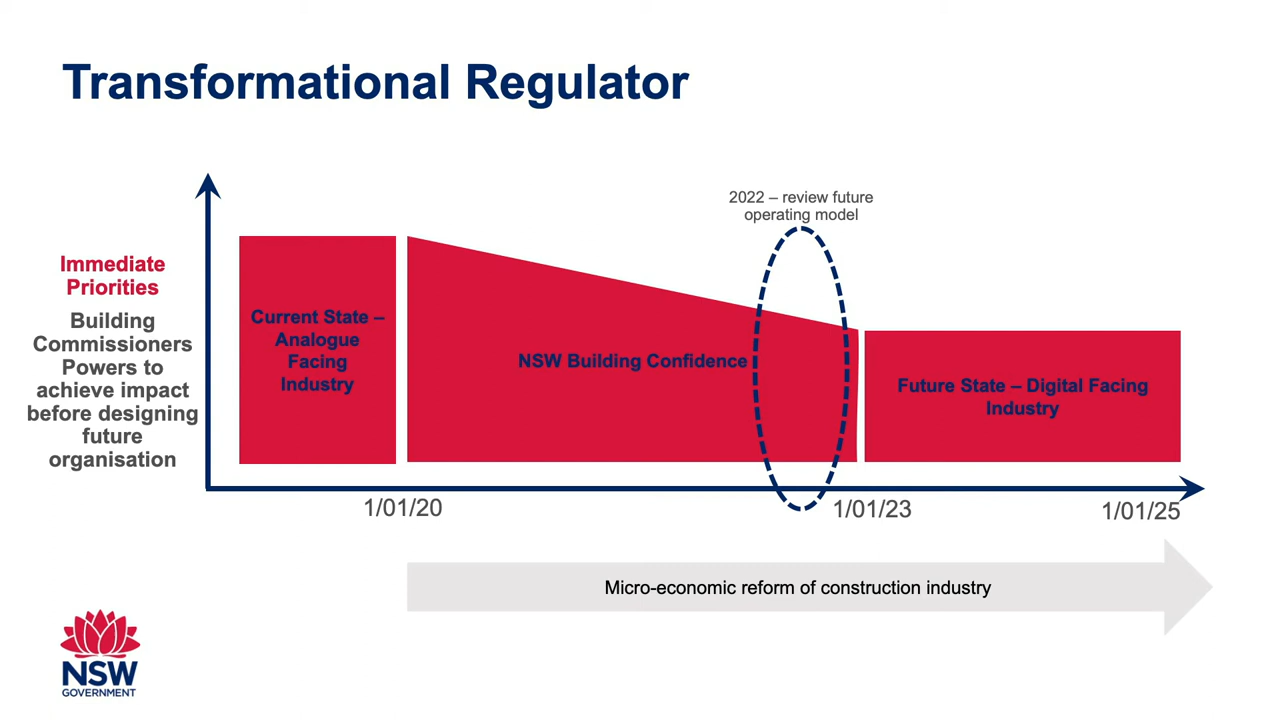 Transformational Regulator
2022 – review future
operating model
Immediate
Priorities
Building
Commissioners
Powers to
achieve impact
before designing
future
organisation
Current State –
Analogue
Facing
Industry
NSW Building Confidence
Future State – Digital Facing
Industry
1/01/20
1/01/23
1/01/25
Micro-economic reform of construction industry
NSW
GOVERNMENT